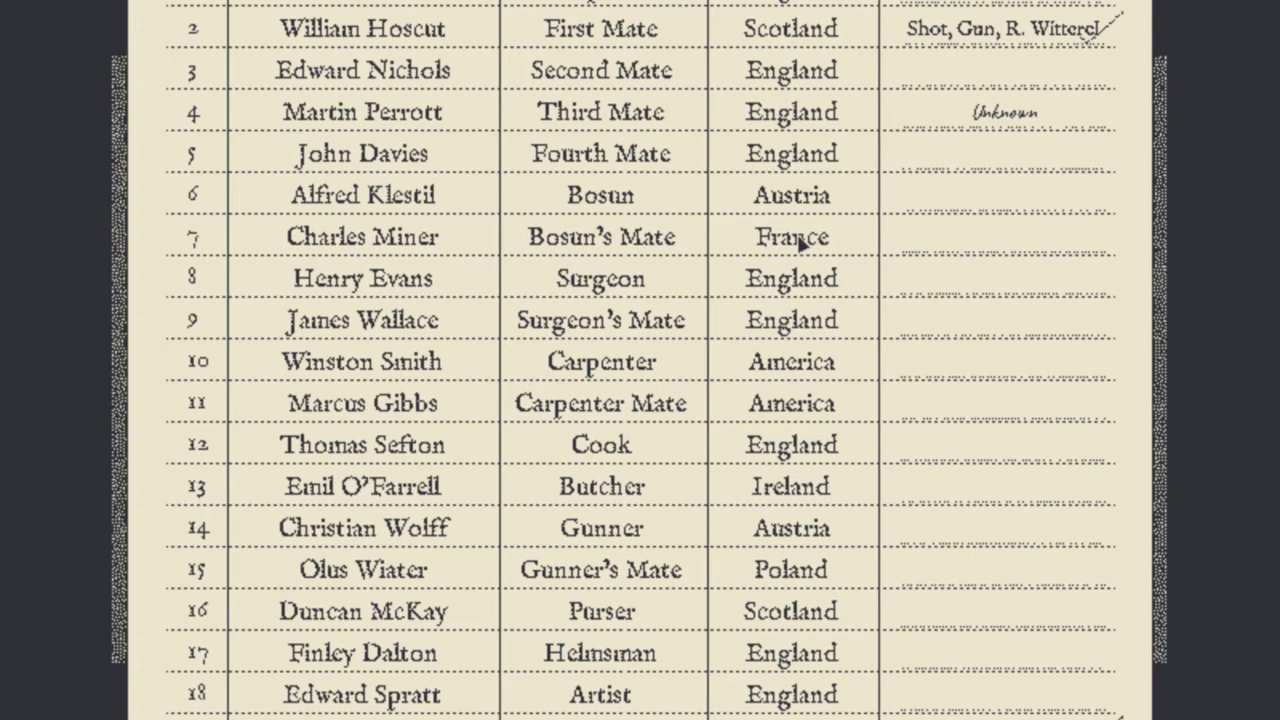 2 William Hoscut First Mate Scotland Shot, Gun, R. Witterel
3 Edward Nichols Second Mate England
4 Martin Perrott Third Mate England Unknown
5 John Davies Fourth Mate England
6 Alfred Klestil Bosun Austria
7 Charles Miner Bosun's Mate France
8 Henry Evans Surgeon England
9 James Wallace Surgeon's Mate England
10 Winston Smith Carpenter America
11 Marcus Gibbs Carpenter Mate America
12 Thomas Sefton Cook England
13 Emil O'Farrell Butcher Ireland
14 Christian Wolff Gunner Austria
15 Olus Wiater Gunner's Mate Poland
16 Duncan McKay Purser Scotland
17 Finley Dalton Helmsman England
18 Edward Spratt Artist England